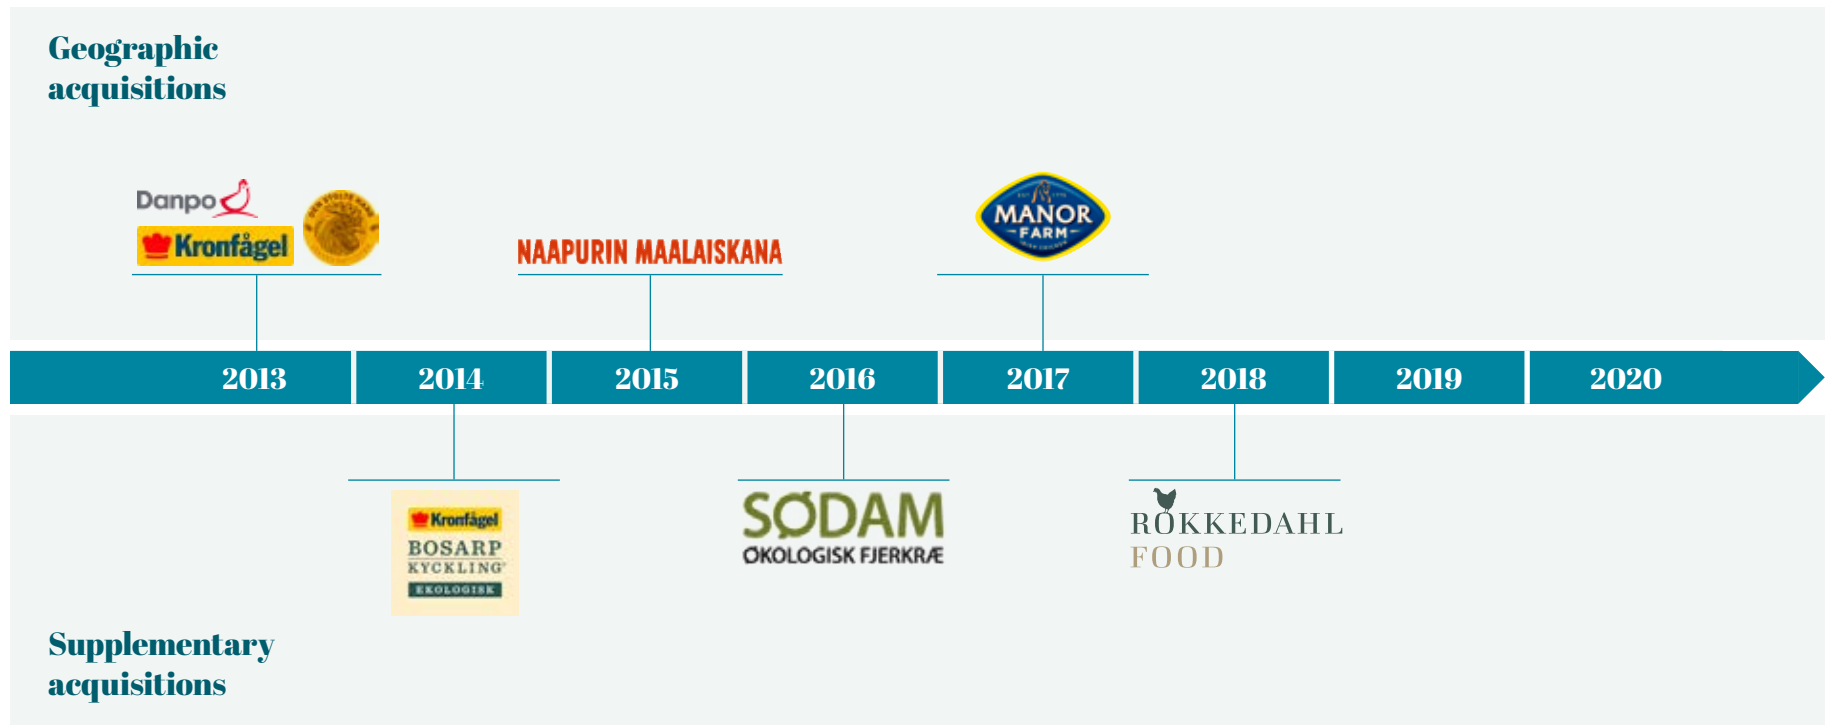 Geographic
acquisitions
Danpo
Kronfågel
NAAPURIN MAALAISKANA
MANOR
FARM
2013 2014 2015 2016 2017 2018 2019 2020
Kronfågel
BOSARP
KYCKLING
EKOLOGISK
SØDAM
ØKOLOGISK FJERKRÆ
ROKKEDAHL
FOOD
Supplementary
acquisitions